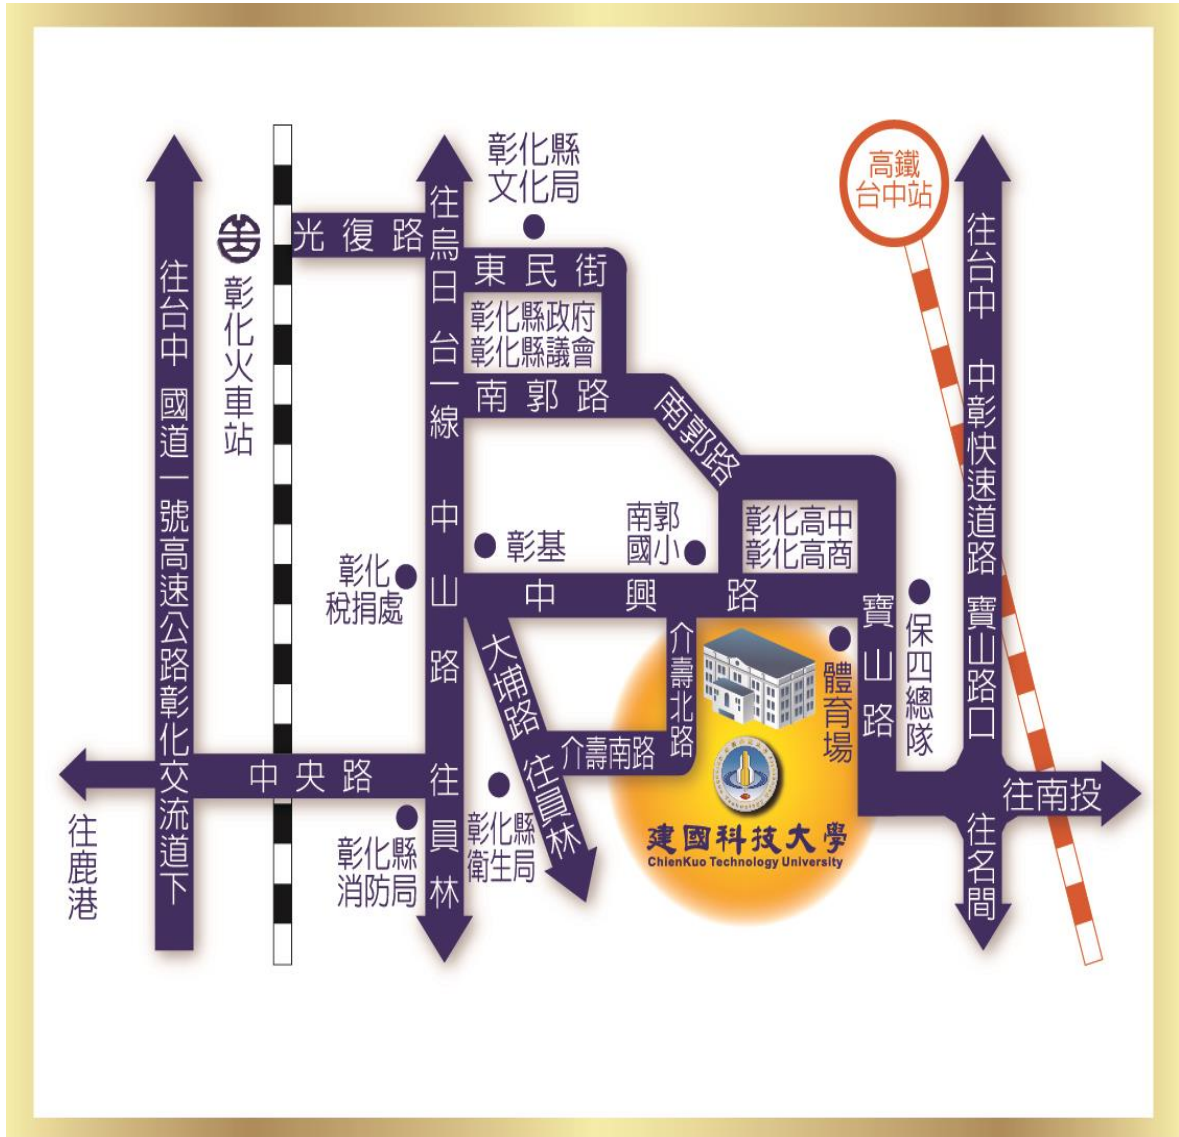 彰化縣
文化局
高鐵
台中站
往台中 國道一號高速公路彰化交流道下
彰化火車站
光復路
往烏日 台一線 中山路 往員林
東民街
彰化縣政府
彰化縣議會
南郭路
南郭路
往台中 中彰快速道路 寶山路口
彰基
南郭
國小
彰化高中
彰化高商
彰化
稅捐處
中興路
大埔路 往員林
介壽北路
介壽南路
體育場
寶山路
保四總隊
中央路
往鹿港
彰化縣
消防局
彰化縣
衛生局
建國科技大學
ChienKuo Technology University
往南投
往名間